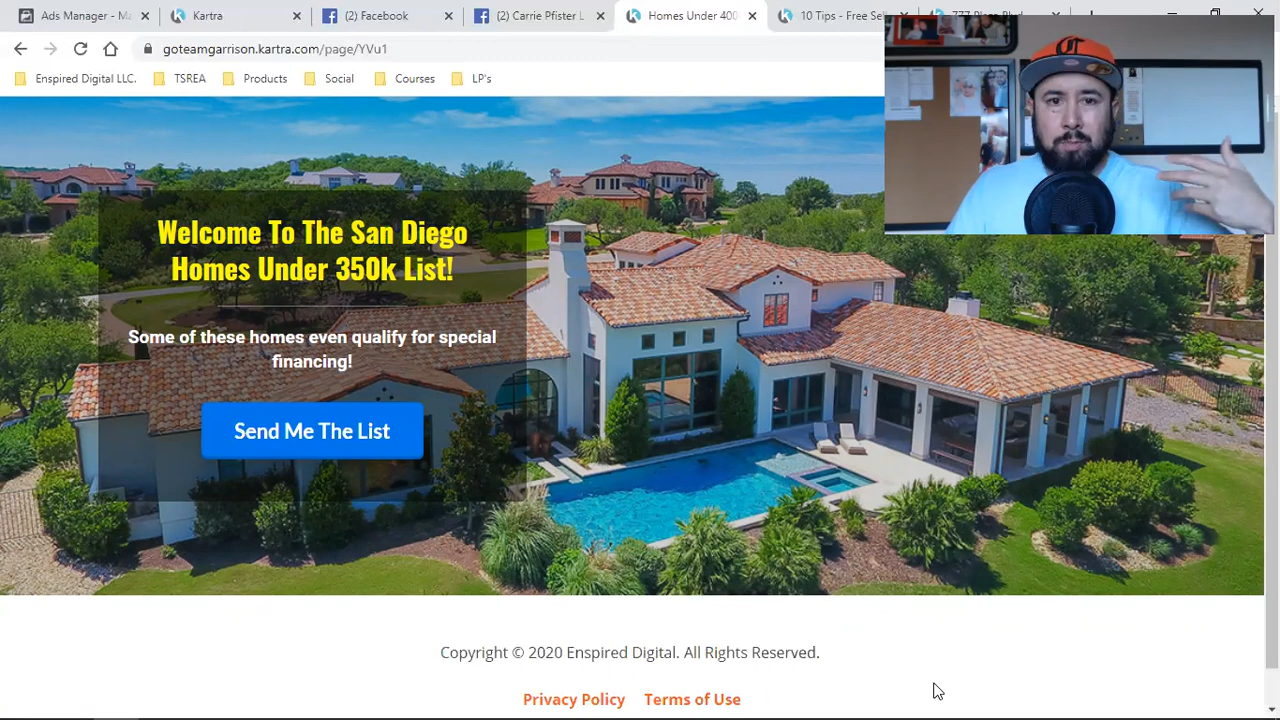 Ads Manager - Ma
Kartra
(2) Facebook
(2) Carrie Pfister L
Homes Under 400
10 Tips - Free Sel
goteamgarrison.kartra.com/page/YVu1
Enspired Digital LLC.
TSREA
Products
Social
Courses
LP's
Welcome To The San Diego
Homes Under 350k List!
Some of these homes even qualify for special
financing!
Send Me The List
Copyright © 2020 Enspired Digital. All Rights Reserved.
Privacy Policy Terms of Use